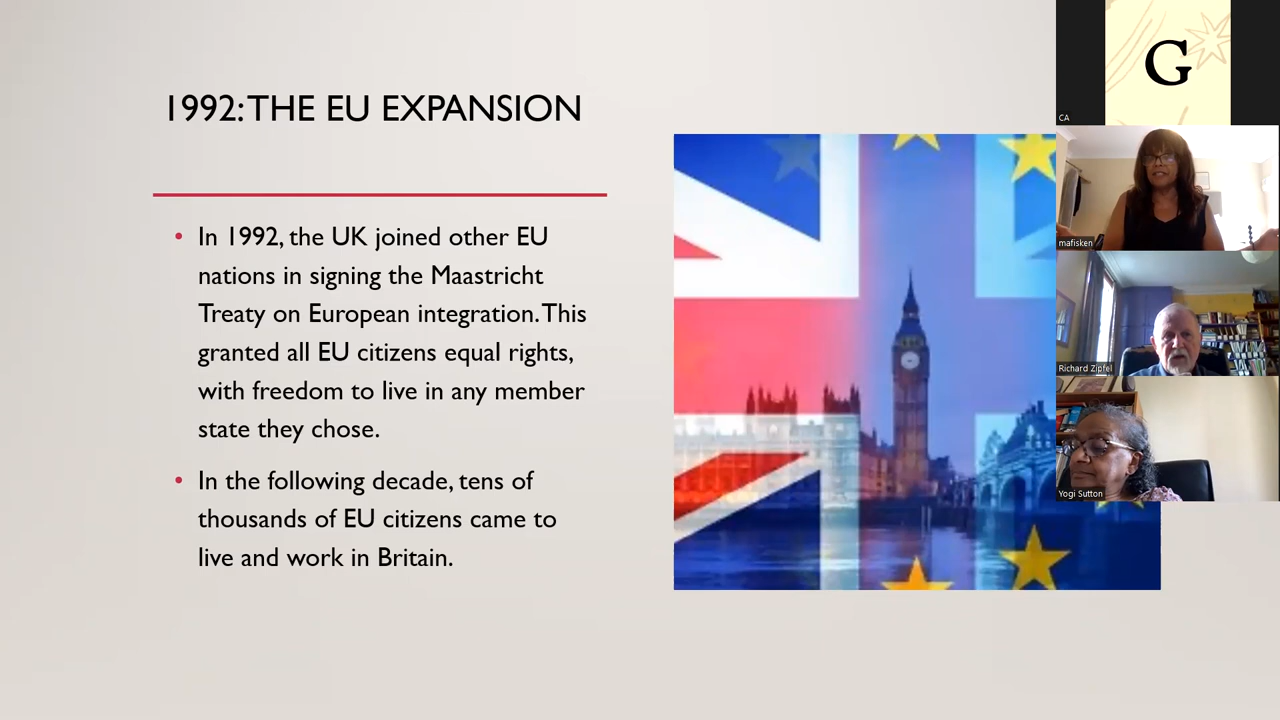 1992: THE EU EXPANSION
• In 1992, the UK joined other EU
nations in signing the Maastricht
Treaty on European integration. This
granted all EU citizens equal rights,
with freedom to live in any member
state they chose.
• In the following decade, tens of
thousands of EU citizens came to
live and work in Britain.
G
CA
mafisken
Richard Zipfel
Yogi Sutton